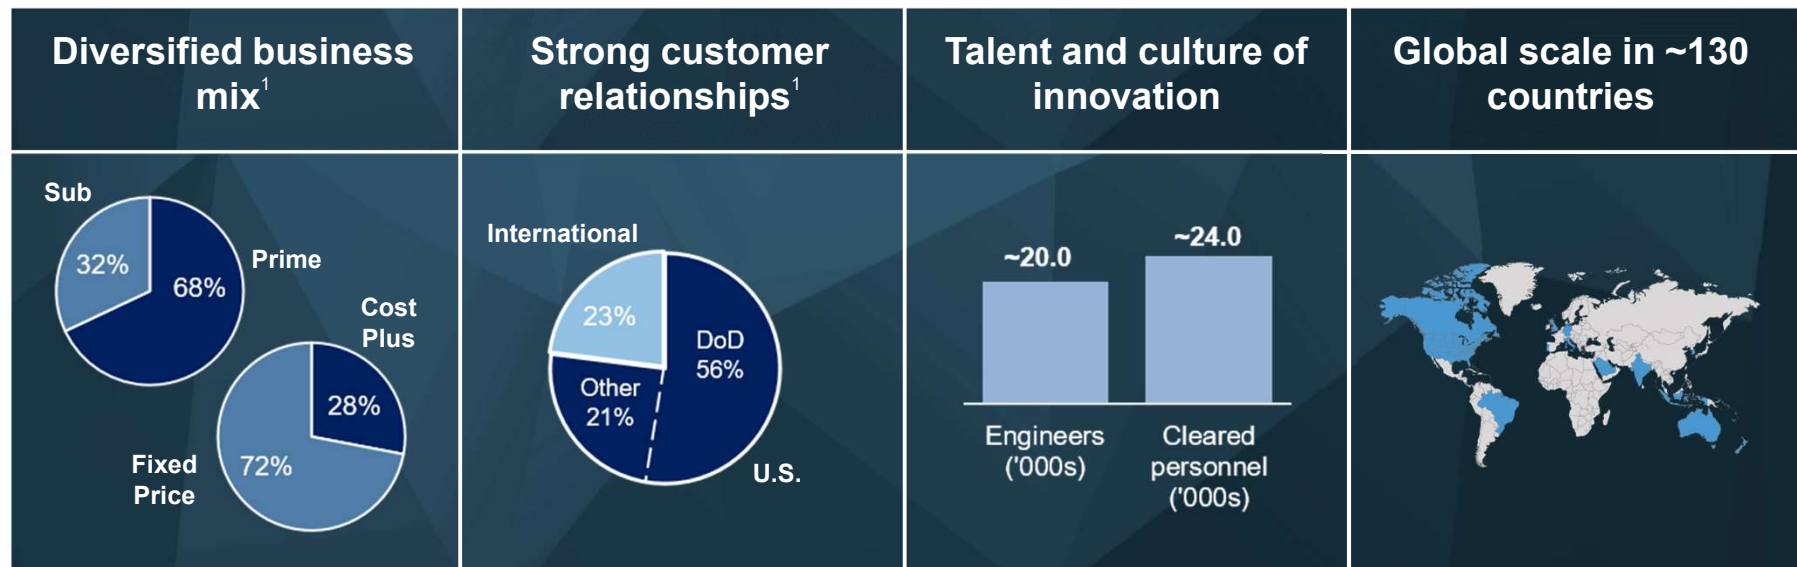 Diversified business
mix1
Strong customer
relationships1
Talent and culture of
innovation
Global scale in ~130
countries
Sub
32%
68%
Prime
Cost
Plus
28%
72%
Fixed
Price
International
23%
DoD
56%
Other
21%
U.S.
~20.0
~24.0
Engineers
('000s)
Cleared
personnel
('000s)